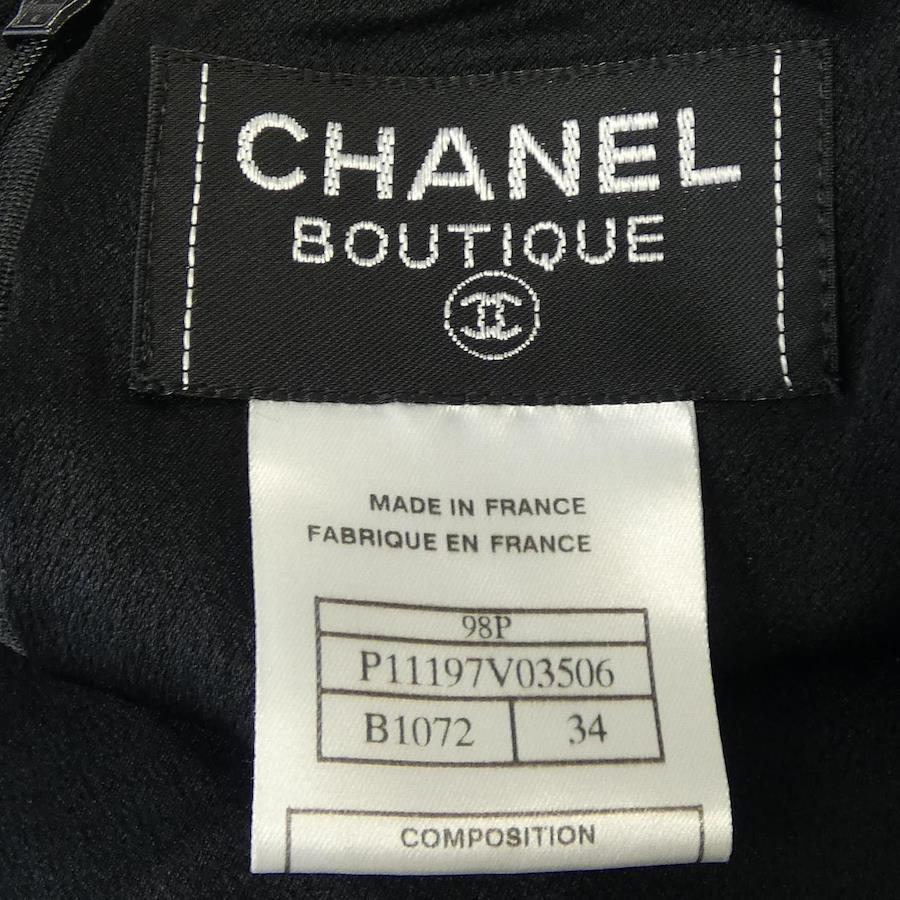 CHANEL
BOUTIQUE
MADE IN FRANCE
FABRIQUE EN FRANCE
98P
P11197V03506
B1072 34
COMPOSITION